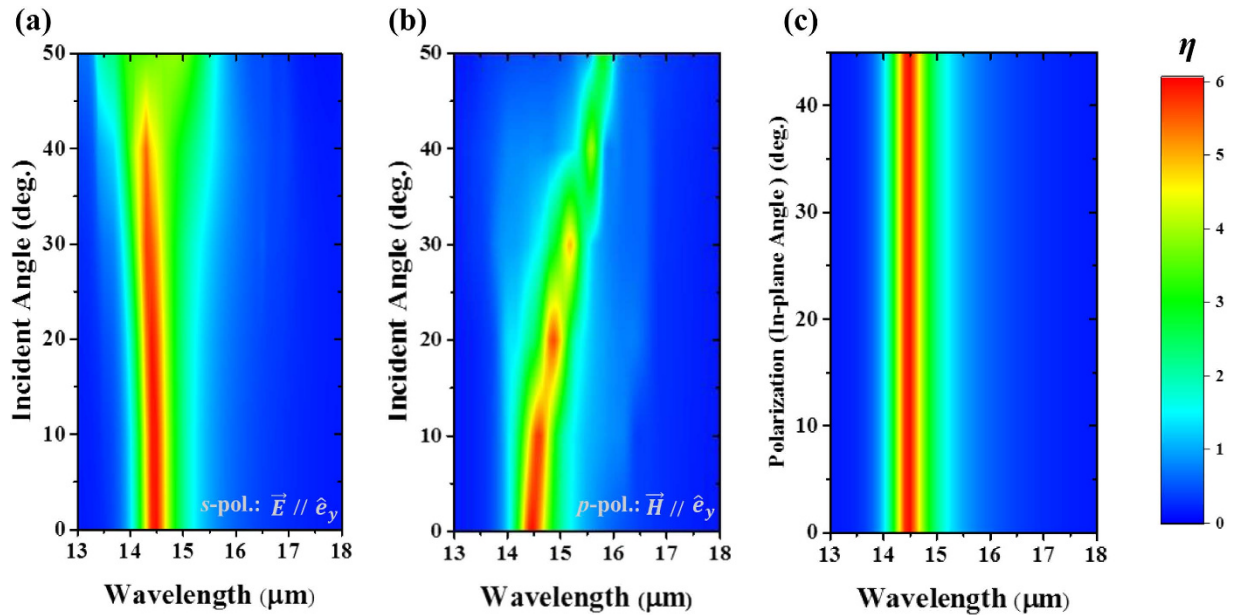 (a)
(b)
(c)
η
50
40
30
20
10
0
Incident Angle (deg.)
s-pol.: E⃗ // ê_y
13 14 15 16 17 18
Wavelength (μm)
50
40
30
20
10
0
Incident Angle (deg.)
p-pol.: H⃗ // ê_y
13 14 15 16 17 18
Wavelength (μm)
40
30
20
10
0
Polarization (In-plane Angle ) (deg.)
13 14 15 16 17 18
Wavelength (μm)
6
5
4
3
2
1
0